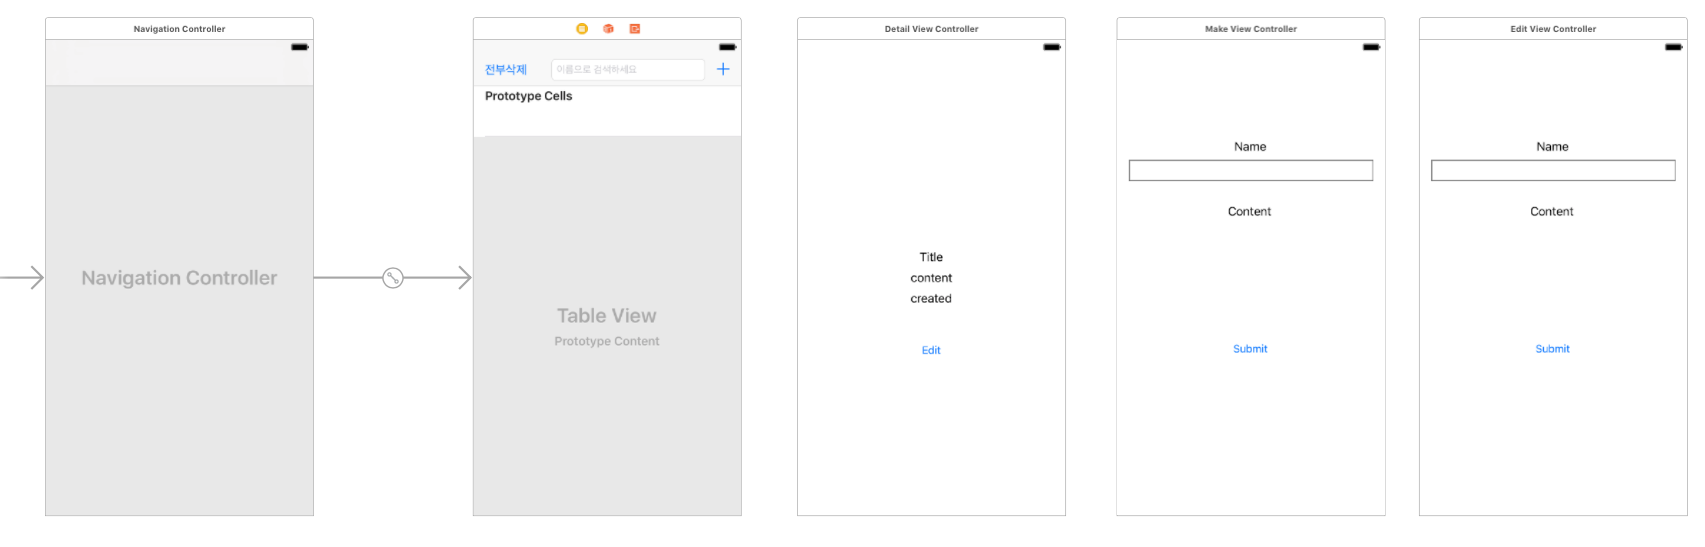 Navigation Controller
Navigation Controller
전부삭제
이름으로 검색하세요
Prototype Cells
Table View
Prototype Content
Detail View Controller
Title
content
created
Edit
Make View Controller
Name
Content
Submit
Edit View Controller
Name
Content
Submit